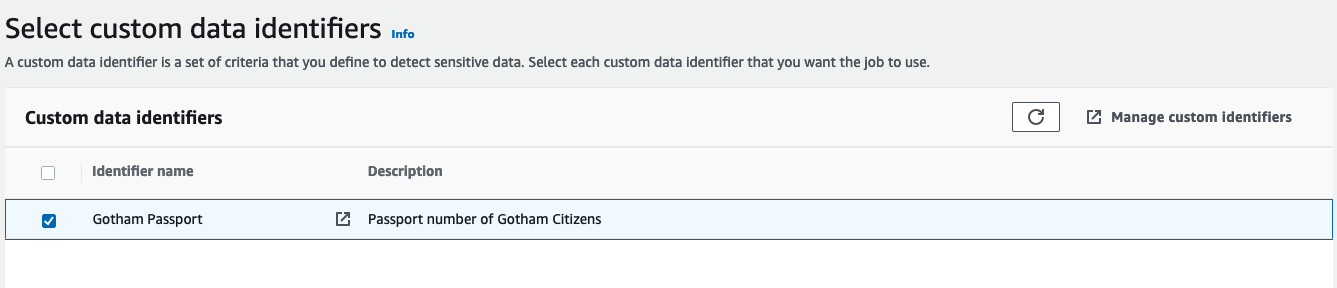 Select custom data identifiers Info
A custom data identifier is a set of criteria that you define to detect sensitive data. Select each custom data identifier that you want the job to use.
Custom data identifiers Manage custom identifiers
Identifier name Description
Gotham Passport Passport number of Gotham Citizens